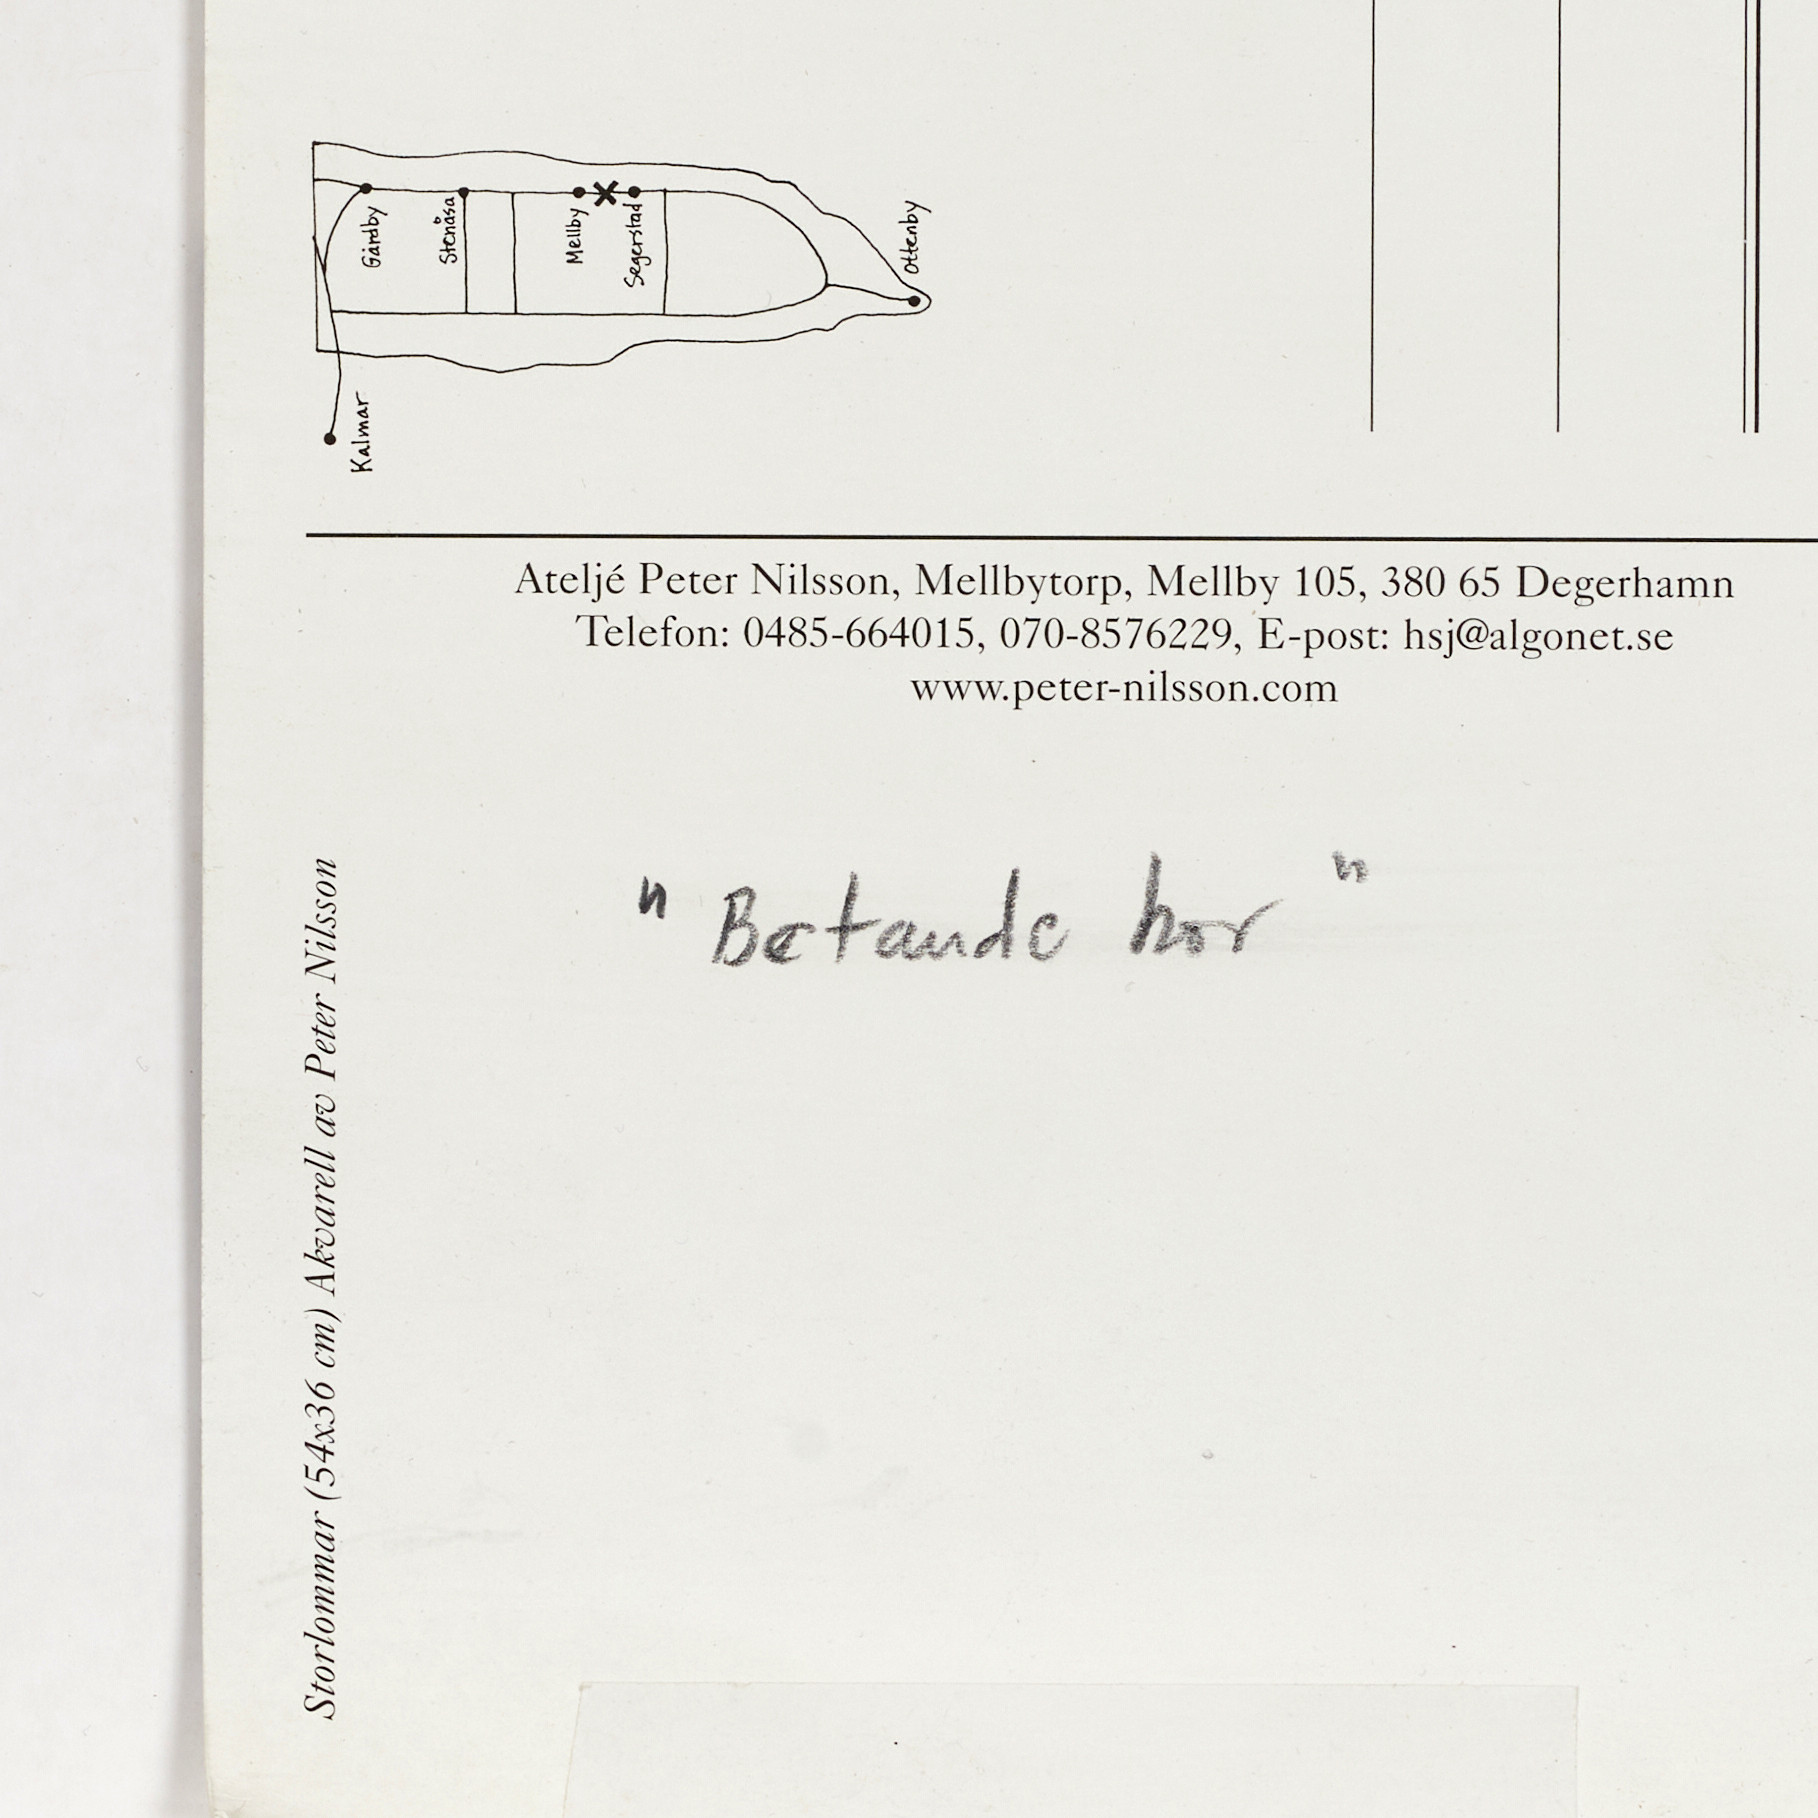 Gårdby
Stenåsa
Mellby
Segerstad
Ottenby
Kalmar
Ateljé Peter Nilsson, Mellbytorp, Mellby 105, 380 65 Degerhamn
Telefon: 0485-664015, 070-8576229, E-post: hsj@algonet.se
www.peter-nilsson.com
" Betande kor "
Storlommar (54x36 cm) Akvarell av Peter Nilsson